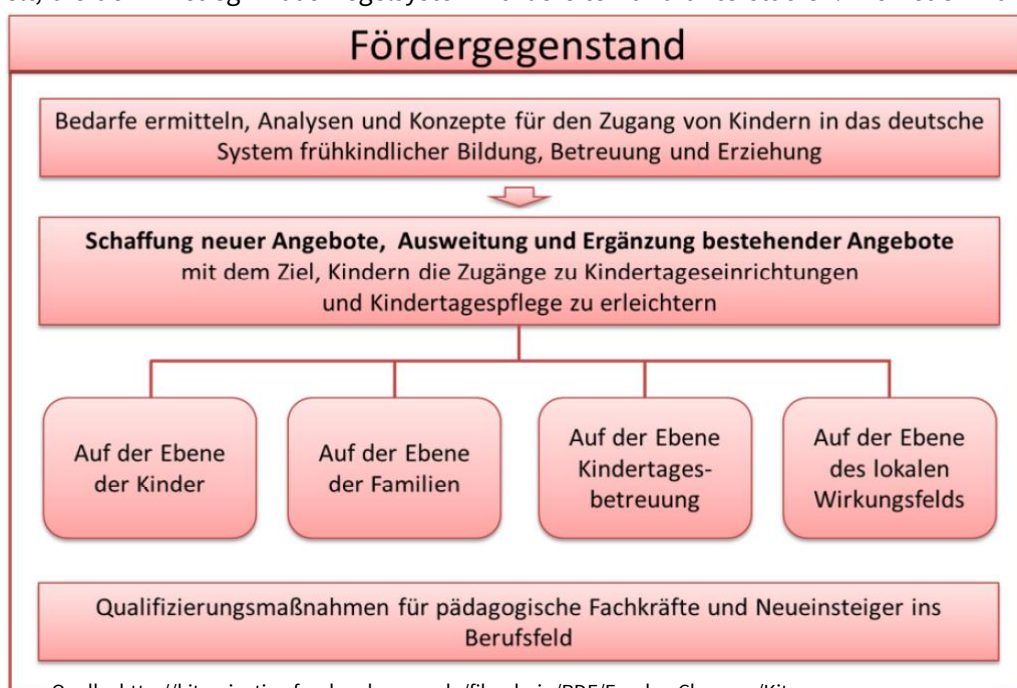 Fördergegenstand
Bedarfe ermitteln, Analysen und Konzepte für den Zugang von Kindern in das deutsche
System frühkindlicher Bildung, Betreuung und Erziehung
Schaffung neuer Angebote, Ausweitung und Ergänzung bestehender Angebote
mit dem Ziel, Kindern die Zugänge zu Kindertageseinrichtungen
und Kindertagespflege zu erleichtern
Auf der Ebene
der Kinder
Auf der Ebene
der Familien
Auf der Ebene
Kindertages-
betreuung
Auf der Ebene
des lokalen
Wirkungsfelds
Qualifizierungsmaßnahmen für pädagogische Fachkräfte und Neueinsteiger ins
Berufsfeld